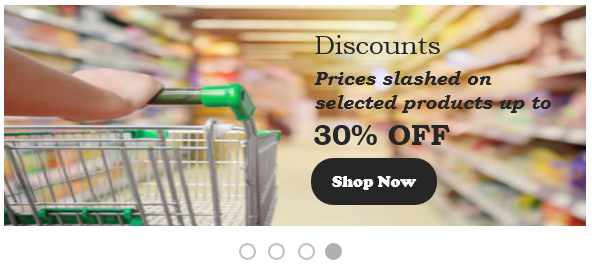 Discounts
Prices slashed on
selected products up to
30% OFF
Shop Now